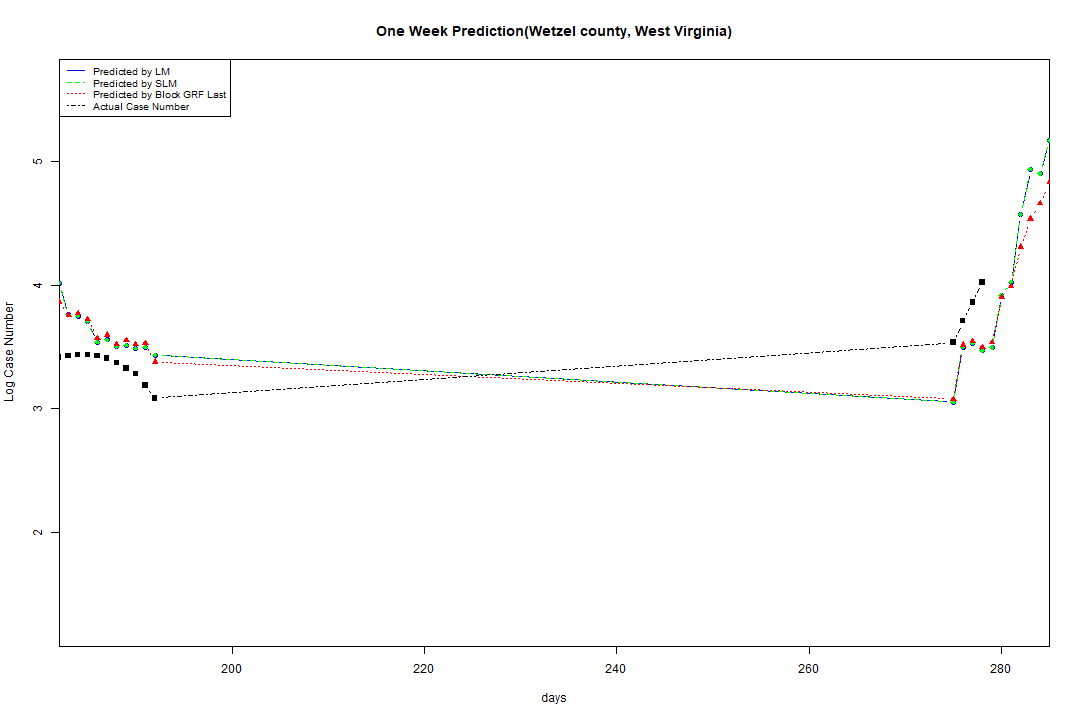 One Week Prediction(Wetzel county, West Virginia)
Predicted by LM
Predicted by SLM
Predicted by Block GRF Last
Actual Case Number
5
4
3
2
Log Case Number
200 220 240 260 280
days